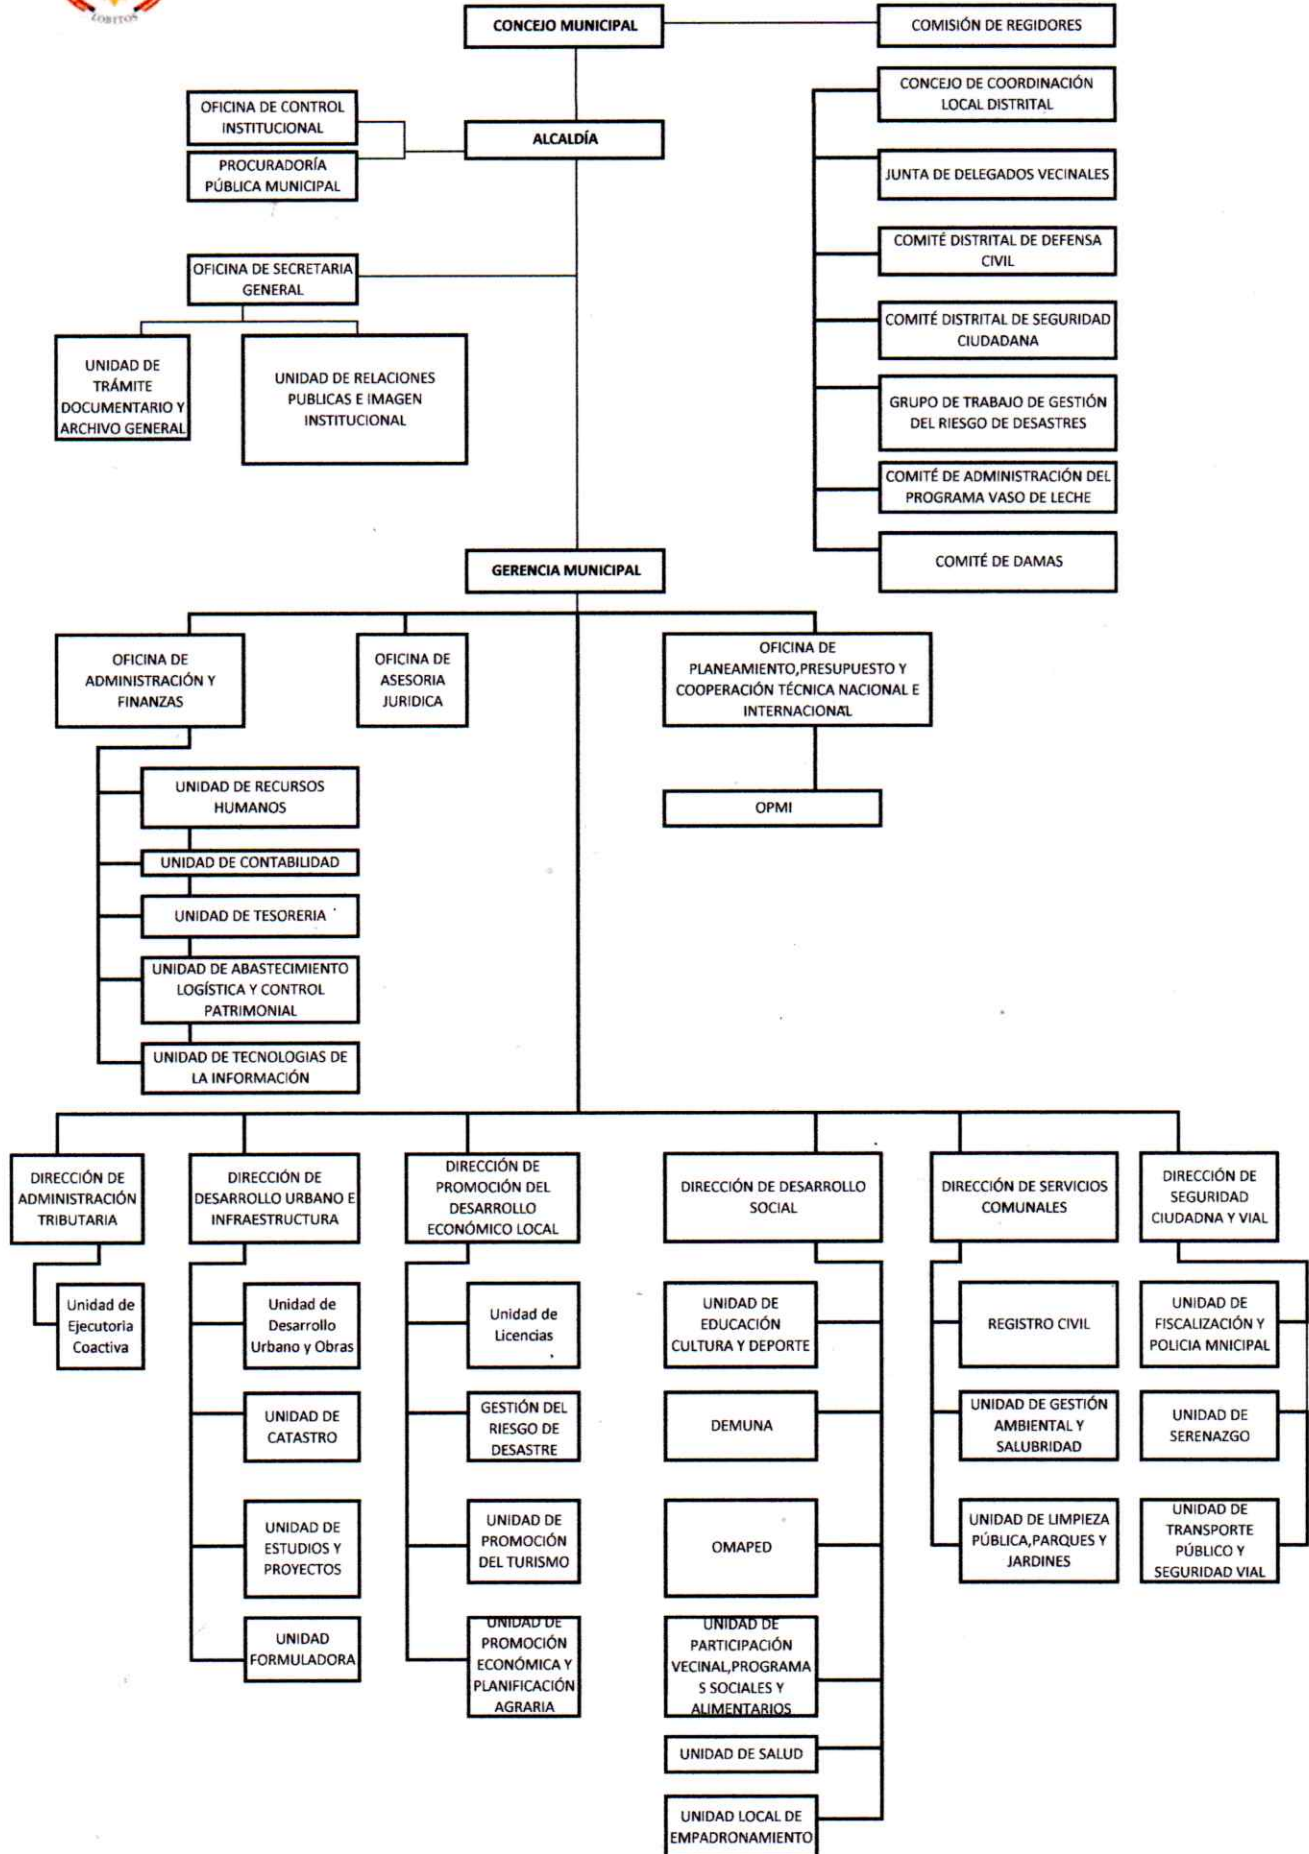 LOBITOS
CONCEJO MUNICIPAL
COMISIÓN DE REGIDORES
CONCEJO DE COORDINACIÓN
LOCAL DISTRITAL
OFICINA DE CONTROL
INSTITUCIONAL
ALCALDÍA
PROCURADORÍA
PÚBLICA MUNICIPAL
JUNTA DE DELEGADOS VECINALES
COMITÉ DISTRITAL DE DEFENSA
CIVIL
OFICINA DE SECRETARIA
GENERAL
COMITÉ DISTRITAL DE SEGURIDAD
CIUDADANA
UNIDAD DE
TRÁMITE
DOCUMENTARIO Y
ARCHIVO GENERAL
UNIDAD DE RELACIONES
PUBLICAS E IMAGEN
INSTITUCIONAL
GRUPO DE TRABAJO DE GESTIÓN
DEL RIESGO DE DESASTRES
COMITÉ DE ADMINISTRACIÓN DEL
PROGRAMA VASO DE LECHE
COMITÉ DE DAMAS
GERENCIA MUNICIPAL
OFICINA DE
ADMINISTRACIÓN Y
FINANZAS
OFICINA DE
ASESORIA
JURIDICA
OFICINA DE
PLANEAMIENTO,PRESUPUESTO Y
COOPERACIÓN TÉCNICA NACIONAL E
INTERNACIONAL
UNIDAD DE RECURSOS
HUMANOS
OPMI
UNIDAD DE CONTABILIDAD
UNIDAD DE TESORERIA
UNIDAD DE ABASTECIMIENTO
LOGÍSTICA Y CONTROL
PATRIMONIAL
UNIDAD DE TECNOLOGIAS DE
LA INFORMACIÓN
DIRECCIÓN DE
ADMINISTRACIÓN
TRIBUTARIA
DIRECCIÓN DE
DESARROLLO URBANO E
INFRAESTRUCTURA
DIRECCIÓN DE
PROMOCIÓN DEL
DESARROLLO
ECONÓMICO LOCAL
DIRECCIÓN DE DESARROLLO
SOCIAL
DIRECCIÓN DE SERVICIOS
COMUNALES
DIRECCIÓN DE
SEGURIDAD
CIUDADNA Y VIAL
Unidad de
Ejecutoria
Coactiva
Unidad de
Desarrollo
Urbano y Obras
Unidad de
Licencias
UNIDAD DE
EDUCACIÓN
CULTURA Y DEPORTE
REGISTRO CIVIL
UNIDAD DE
FISCALIZACIÓN Y
POLICIA MNICIPAL
UNIDAD DE
CATASTRO
GESTIÓN DEL
RIESGO DE
DESASTRE
DEMUNA
UNIDAD DE GESTIÓN
AMBIENTAL Y
SALUBRIDAD
UNIDAD DE
SERENAZGO
UNIDAD DE
ESTUDIOS Y
PROYECTOS
UNIDAD DE
PROMOCIÓN
DEL TURISMO
OMAPED
UNIDAD DE LIMPIEZA
PÚBLICA,PARQUES Y
JARDINES
UNIDAD DE
TRANSPORTE
PÚBLICO Y
SEGURIDAD VIAL
UNIDAD
FORMULADORA
UNIDAD DE
PROMOCIÓN
ECONÓMICA Y
PLANIFICACIÓN
AGRARIA
UNIDAD DE
PARTICIPACIÓN
VECINAL,PROGRAMA
S SOCIALES Y
ALIMENTARIOS
UNIDAD DE SALUD
UNIDAD LOCAL DE
EMPADRONAMIENTO